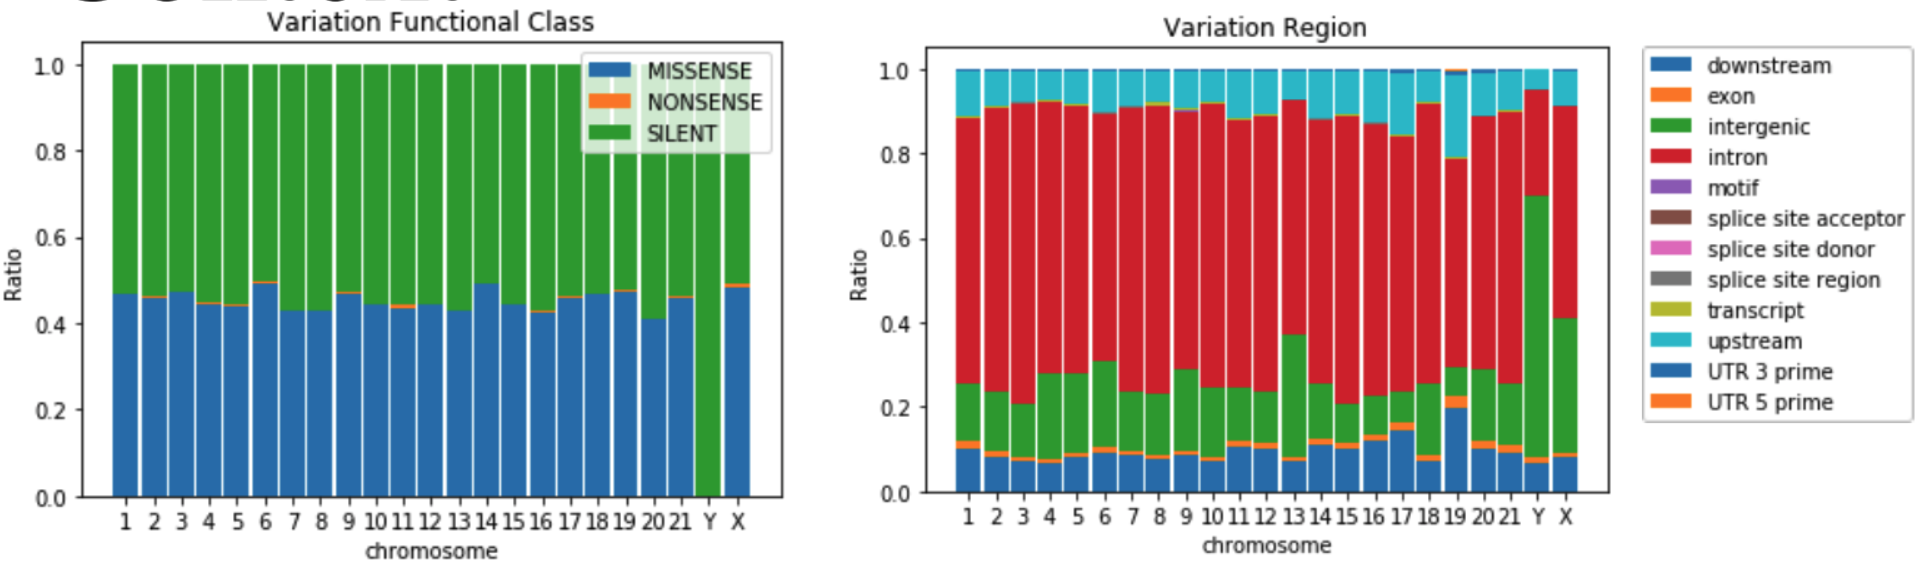 Variation Functional Class
1.0
0.8
0.6
0.4
0.2
0.0
Ratio
MISSENSE
NONSENSE
SILENT
1 2 3 4 5 6 7 8 9 10 11 12 13 14 15 16 17 18 19 20 21 Y X
chromosome
Variation Region
1.0
0.8
0.6
0.4
0.2
0.0
Ratio
1 2 3 4 5 6 7 8 9 10 11 12 13 14 15 16 17 18 19 20 21 Y X
chromosome
downstream
exon
intergenic
intron
motif
splice site acceptor
splice site donor
splice site region
transcript
upstream
UTR 3 prime
UTR 5 prime